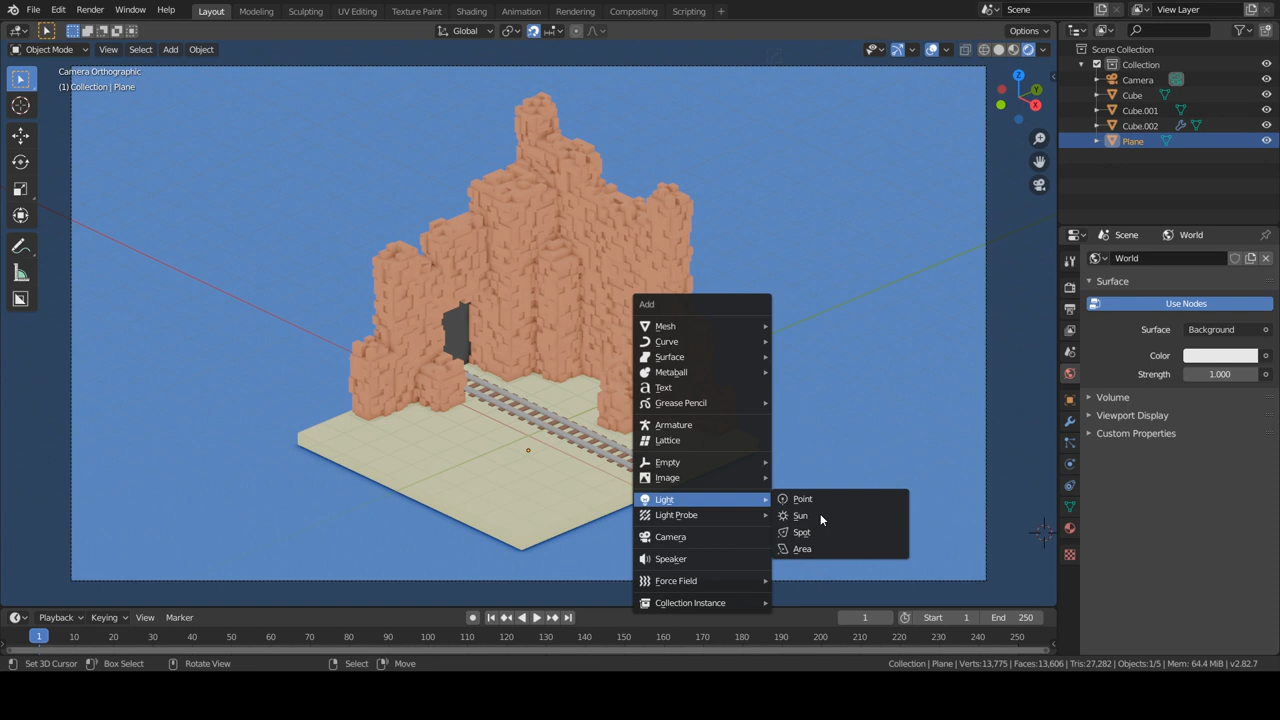 File Edit Render Window Help Layout Modeling Sculpting UV Editing Texture Paint Shading Animation Rendering Compositing Scripting + Scene View Layer
Global Options
Object Mode View Select Add Object
Camera Orthographic
(1) Collection | Plane
Z
Y
X
Scene Collection
Collection
Camera
Cube
Cube.001
Cube.002
Plane
Scene World
World
Surface
Use Nodes
Surface Background
Color
Strength 1.000
Volume
Viewport Display
Custom Properties
Add
Mesh
Curve
Surface
Metaball
Text
Grease Pencil
Armature
Lattice
Empty
Image
Light
Light Probe
Camera
Speaker
Force Field
Collection Instance
Point
Sun
Spot
Area
Playback Keying View Marker 1 Start 1 End 250
1 10 20 30 40 50 60 70 80 90 100 110 120 130 140 150 160 170 180 190 200 210 220 230 240 250
Set 3D Cursor Box Select Rotate View Select Move Collection | Plane | Verts:13,775 | Faces:13,606 | Tris:27,282 | Objects:1/5 | Mem: 64.4 MiB | v2.82.7